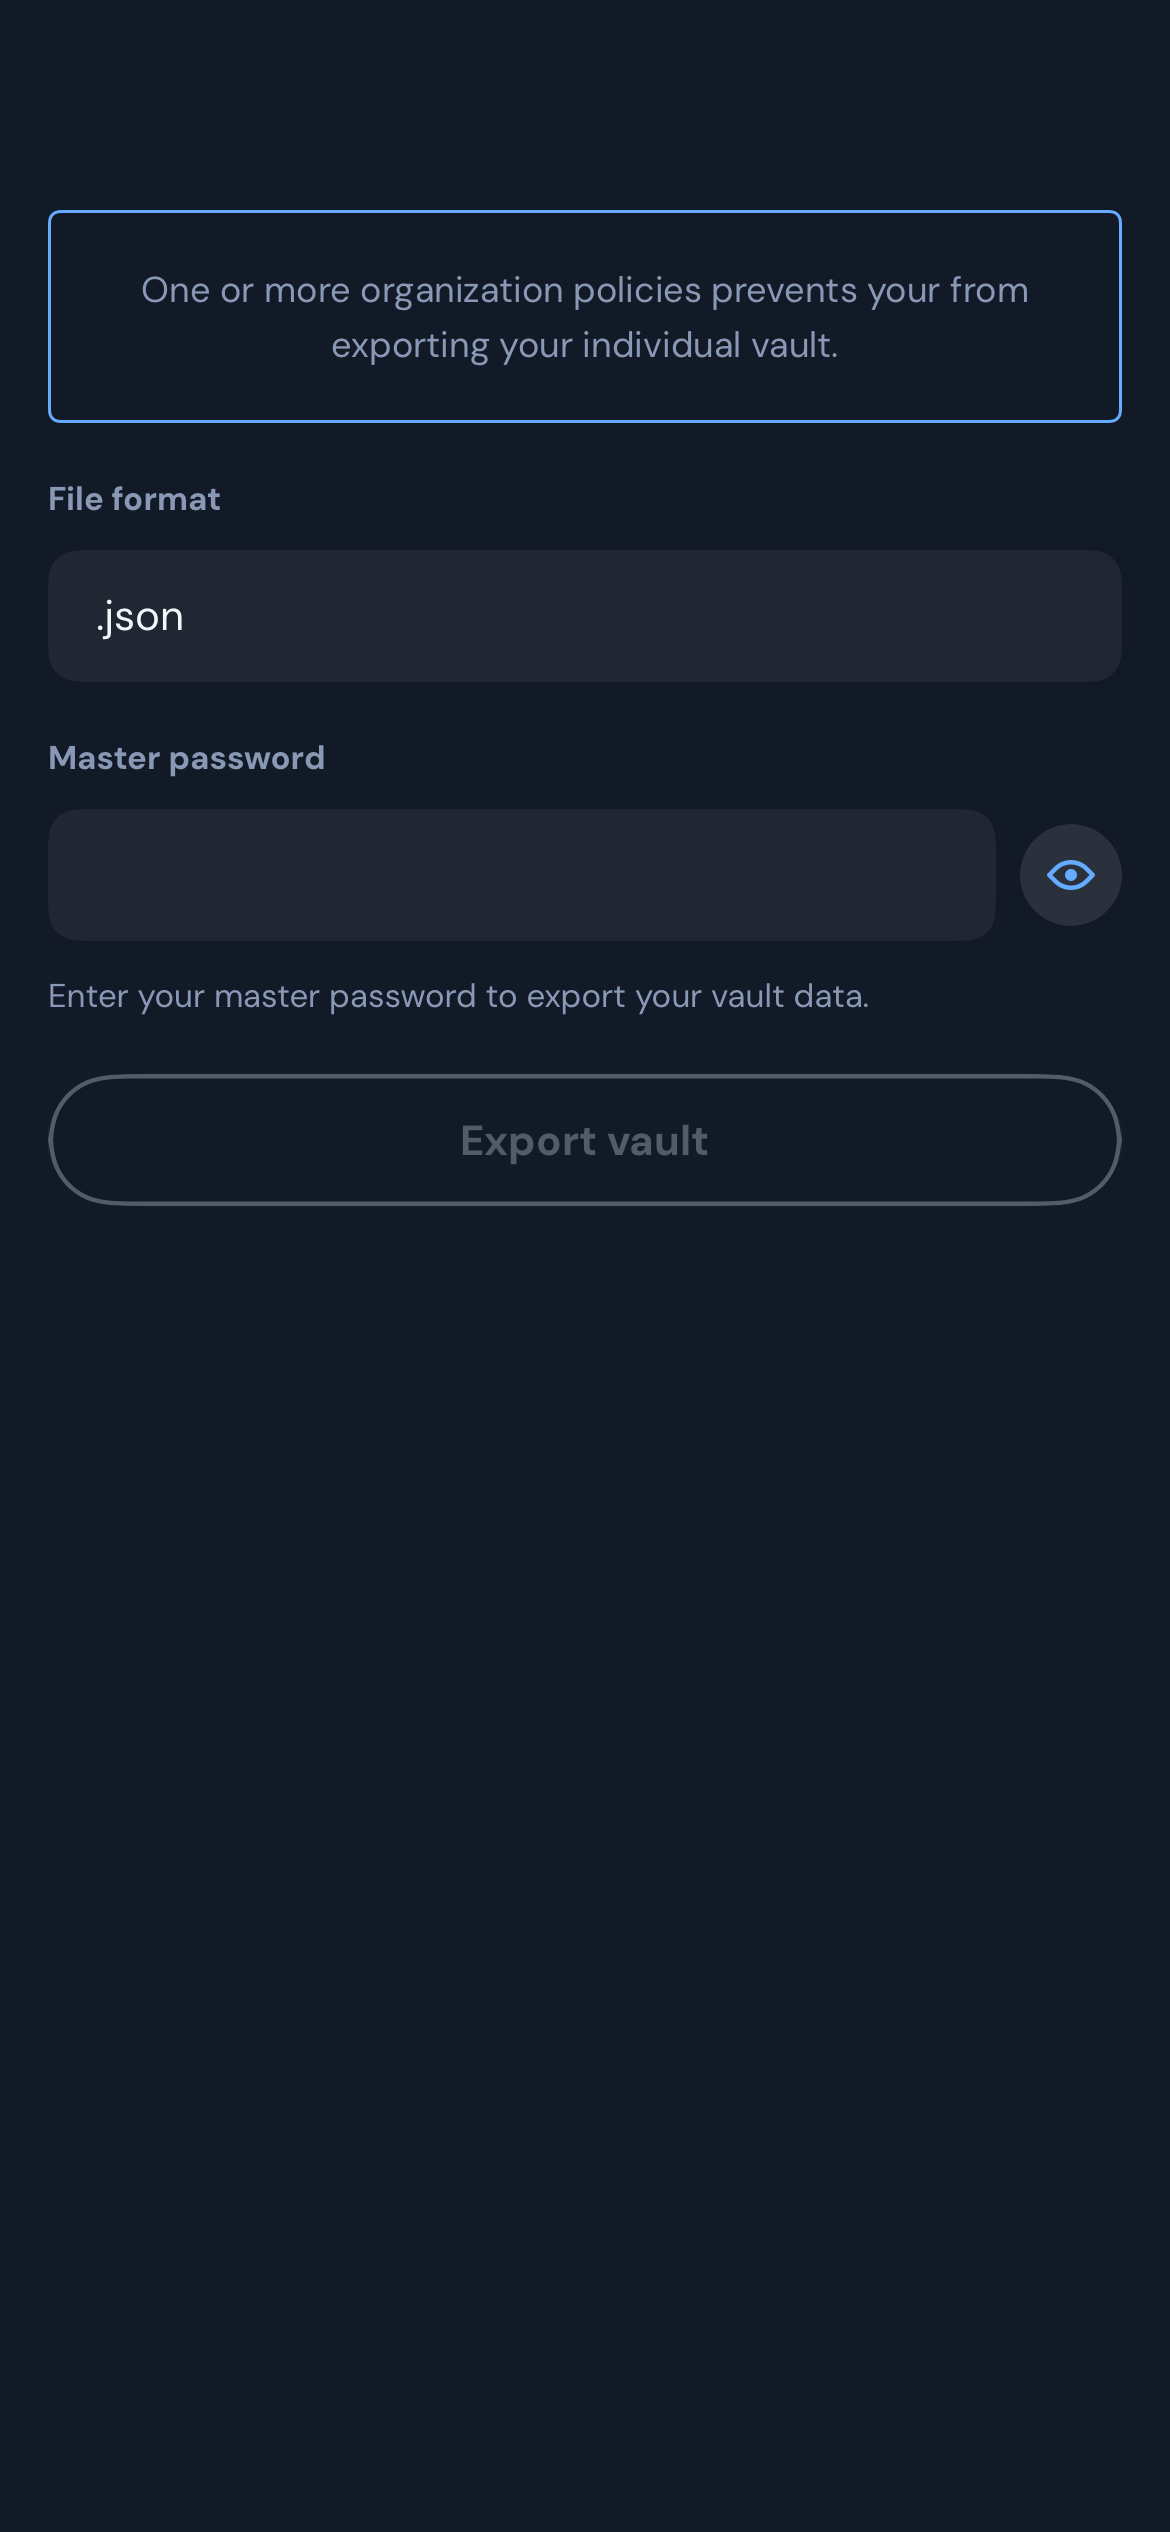 One or more organization policies prevents your from
exporting your individual vault.
File format
.json
Master password
Enter your master password to export your vault data.
Export vault